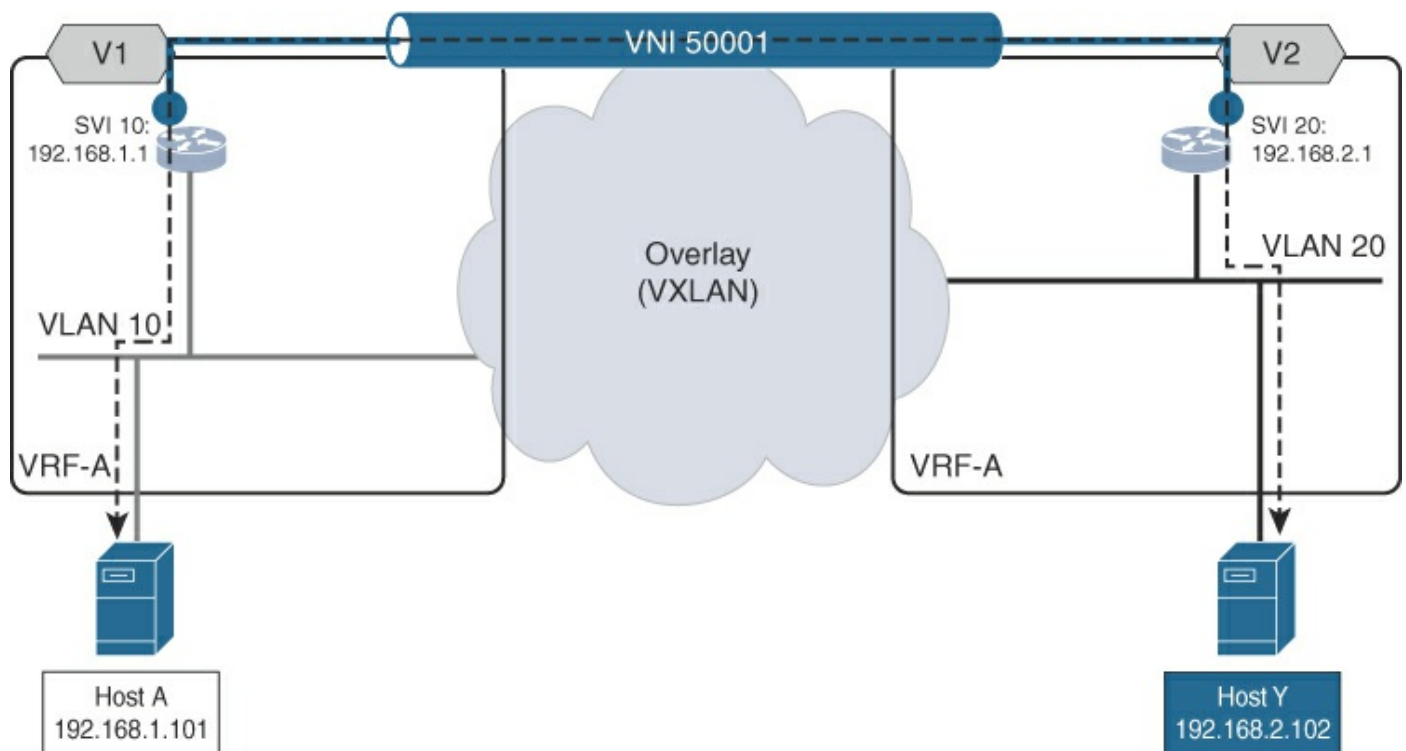 V1
VNI 50001
V2
SVI 10:
192.168.1.1
SVI 20:
192.168.2.1
Overlay
(VXLAN)
VLAN 10
VLAN 20
VRF-A
VRF-A
Host A
192.168.1.101
Host Y
192.168.2.102